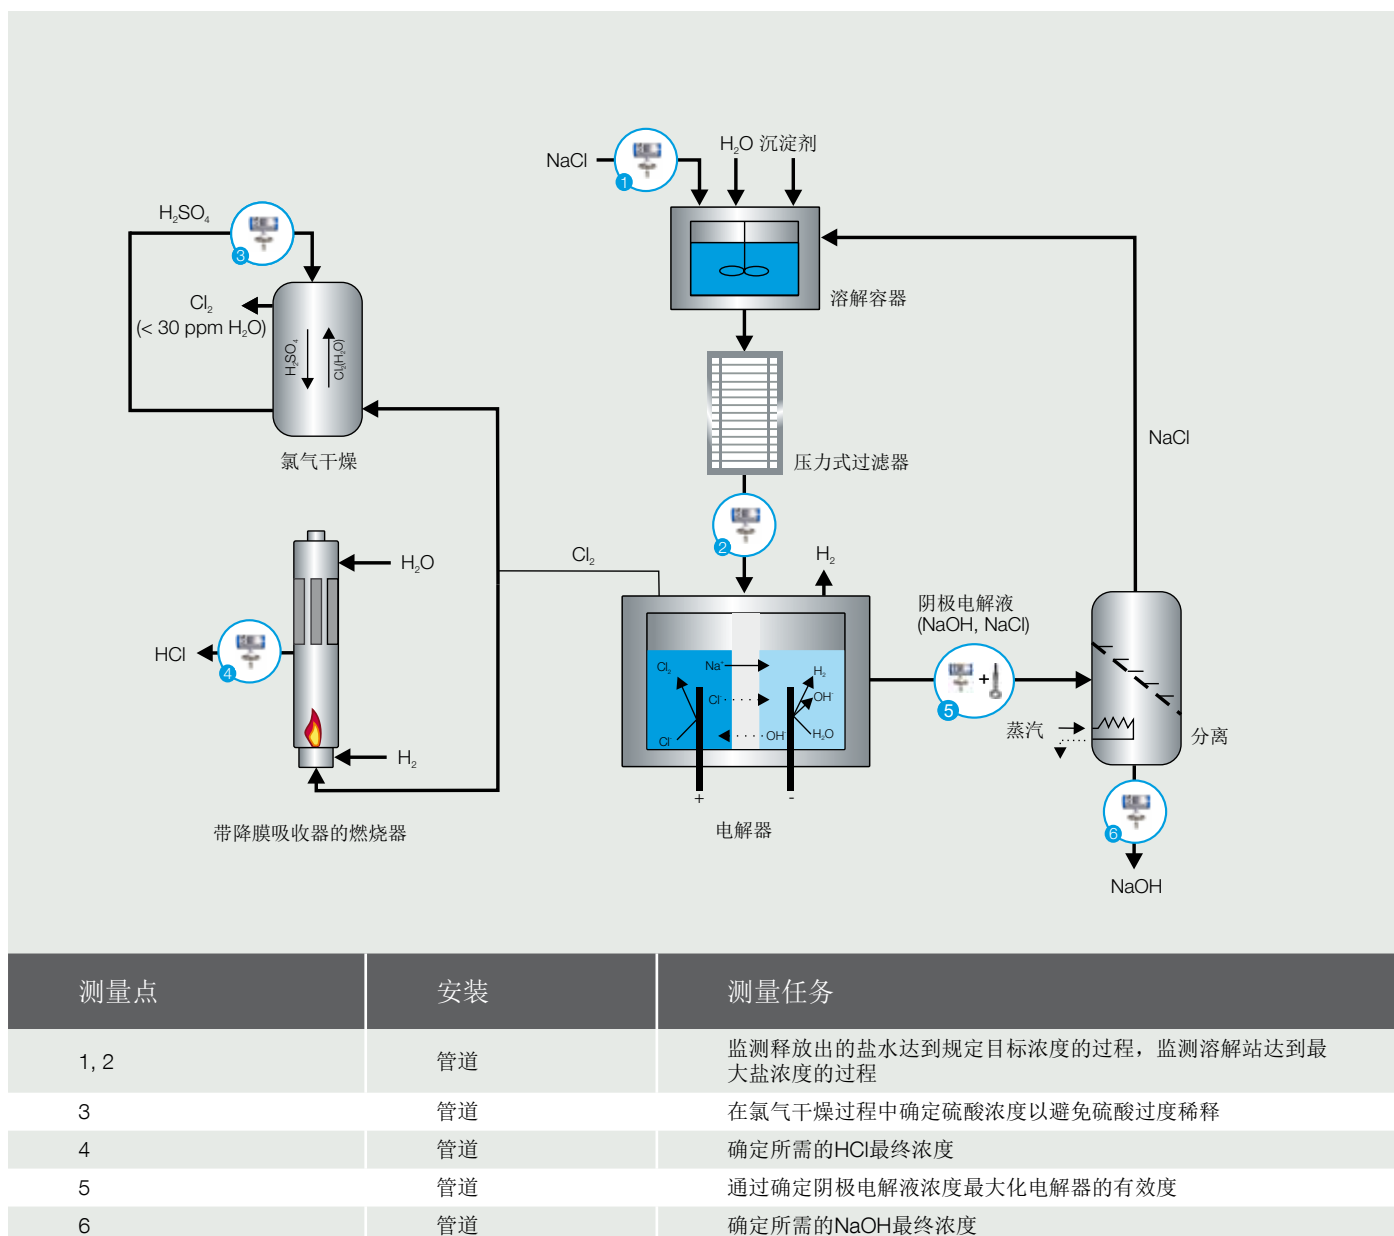 NaCl
1
H₂O 沉淀剂
H₂SO₄
3
溶解容器
Cl₂
(< 30 ppm H₂O)
H₂SO₄
Cl₂(H₂O)
氯气干燥
压力式过滤器
NaCl
2
Cl₂
H₂
H₂O
阴极电解液
(NaOH, NaCl)
HCl
4
Cl₂
Na⁺
H₂
Cl⁻
OH⁻
+
5
Cl⁻
OH⁻
H₂O
蒸汽
分离
H₂
+
-
带降膜吸收器的燃烧器
电解器
6
NaOH
测量点 安装 测量任务
1, 2 管道 监测释放出的盐水达到规定目标浓度的过程，监测溶解站达到最
大盐浓度的过程
3 管道 在氯气干燥过程中确定硫酸浓度以避免硫酸过度稀释
4 管道 确定所需的HCl最终浓度
5 管道 通过确定阴极电解液浓度最大化电解器的有效度
6 管道 确定所需的NaOH最终浓度